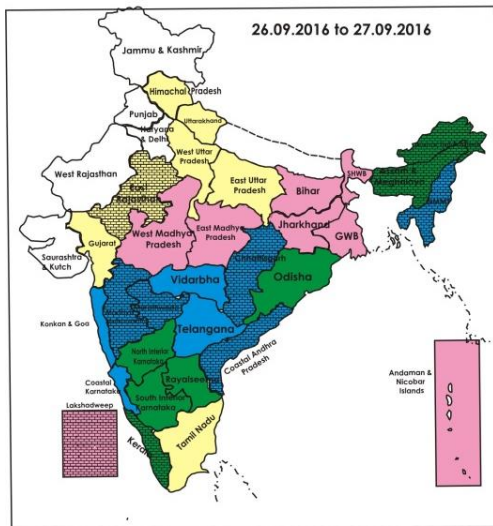 26.09.2016 to 27.09.2016
Jammu & Kashmir
Himachal Pradesh
Punjab
Uttarakhand
Haryana
& Delhi
West Uttar
Pradesh
West Rajasthan
East
Rajasthan
East Uttar
Pradesh
SHWB
Bihar
Jharkhand
GWB
West Madhya
Pradesh
East Madhya
Pradesh
Gujarat
Saurashtra
& Kutch
Chhattisgarh
Vidarbha
Odisha
Konkan & Goa
Telangana
North Interior
Karnataka
Coastal Andhra
Pradesh
Rayalseema
Coastal
Karnataka
South Interior
Karnataka
Lakshadweep
Kerala
Tamil Nadu
Andaman &
Nicobar
Islands